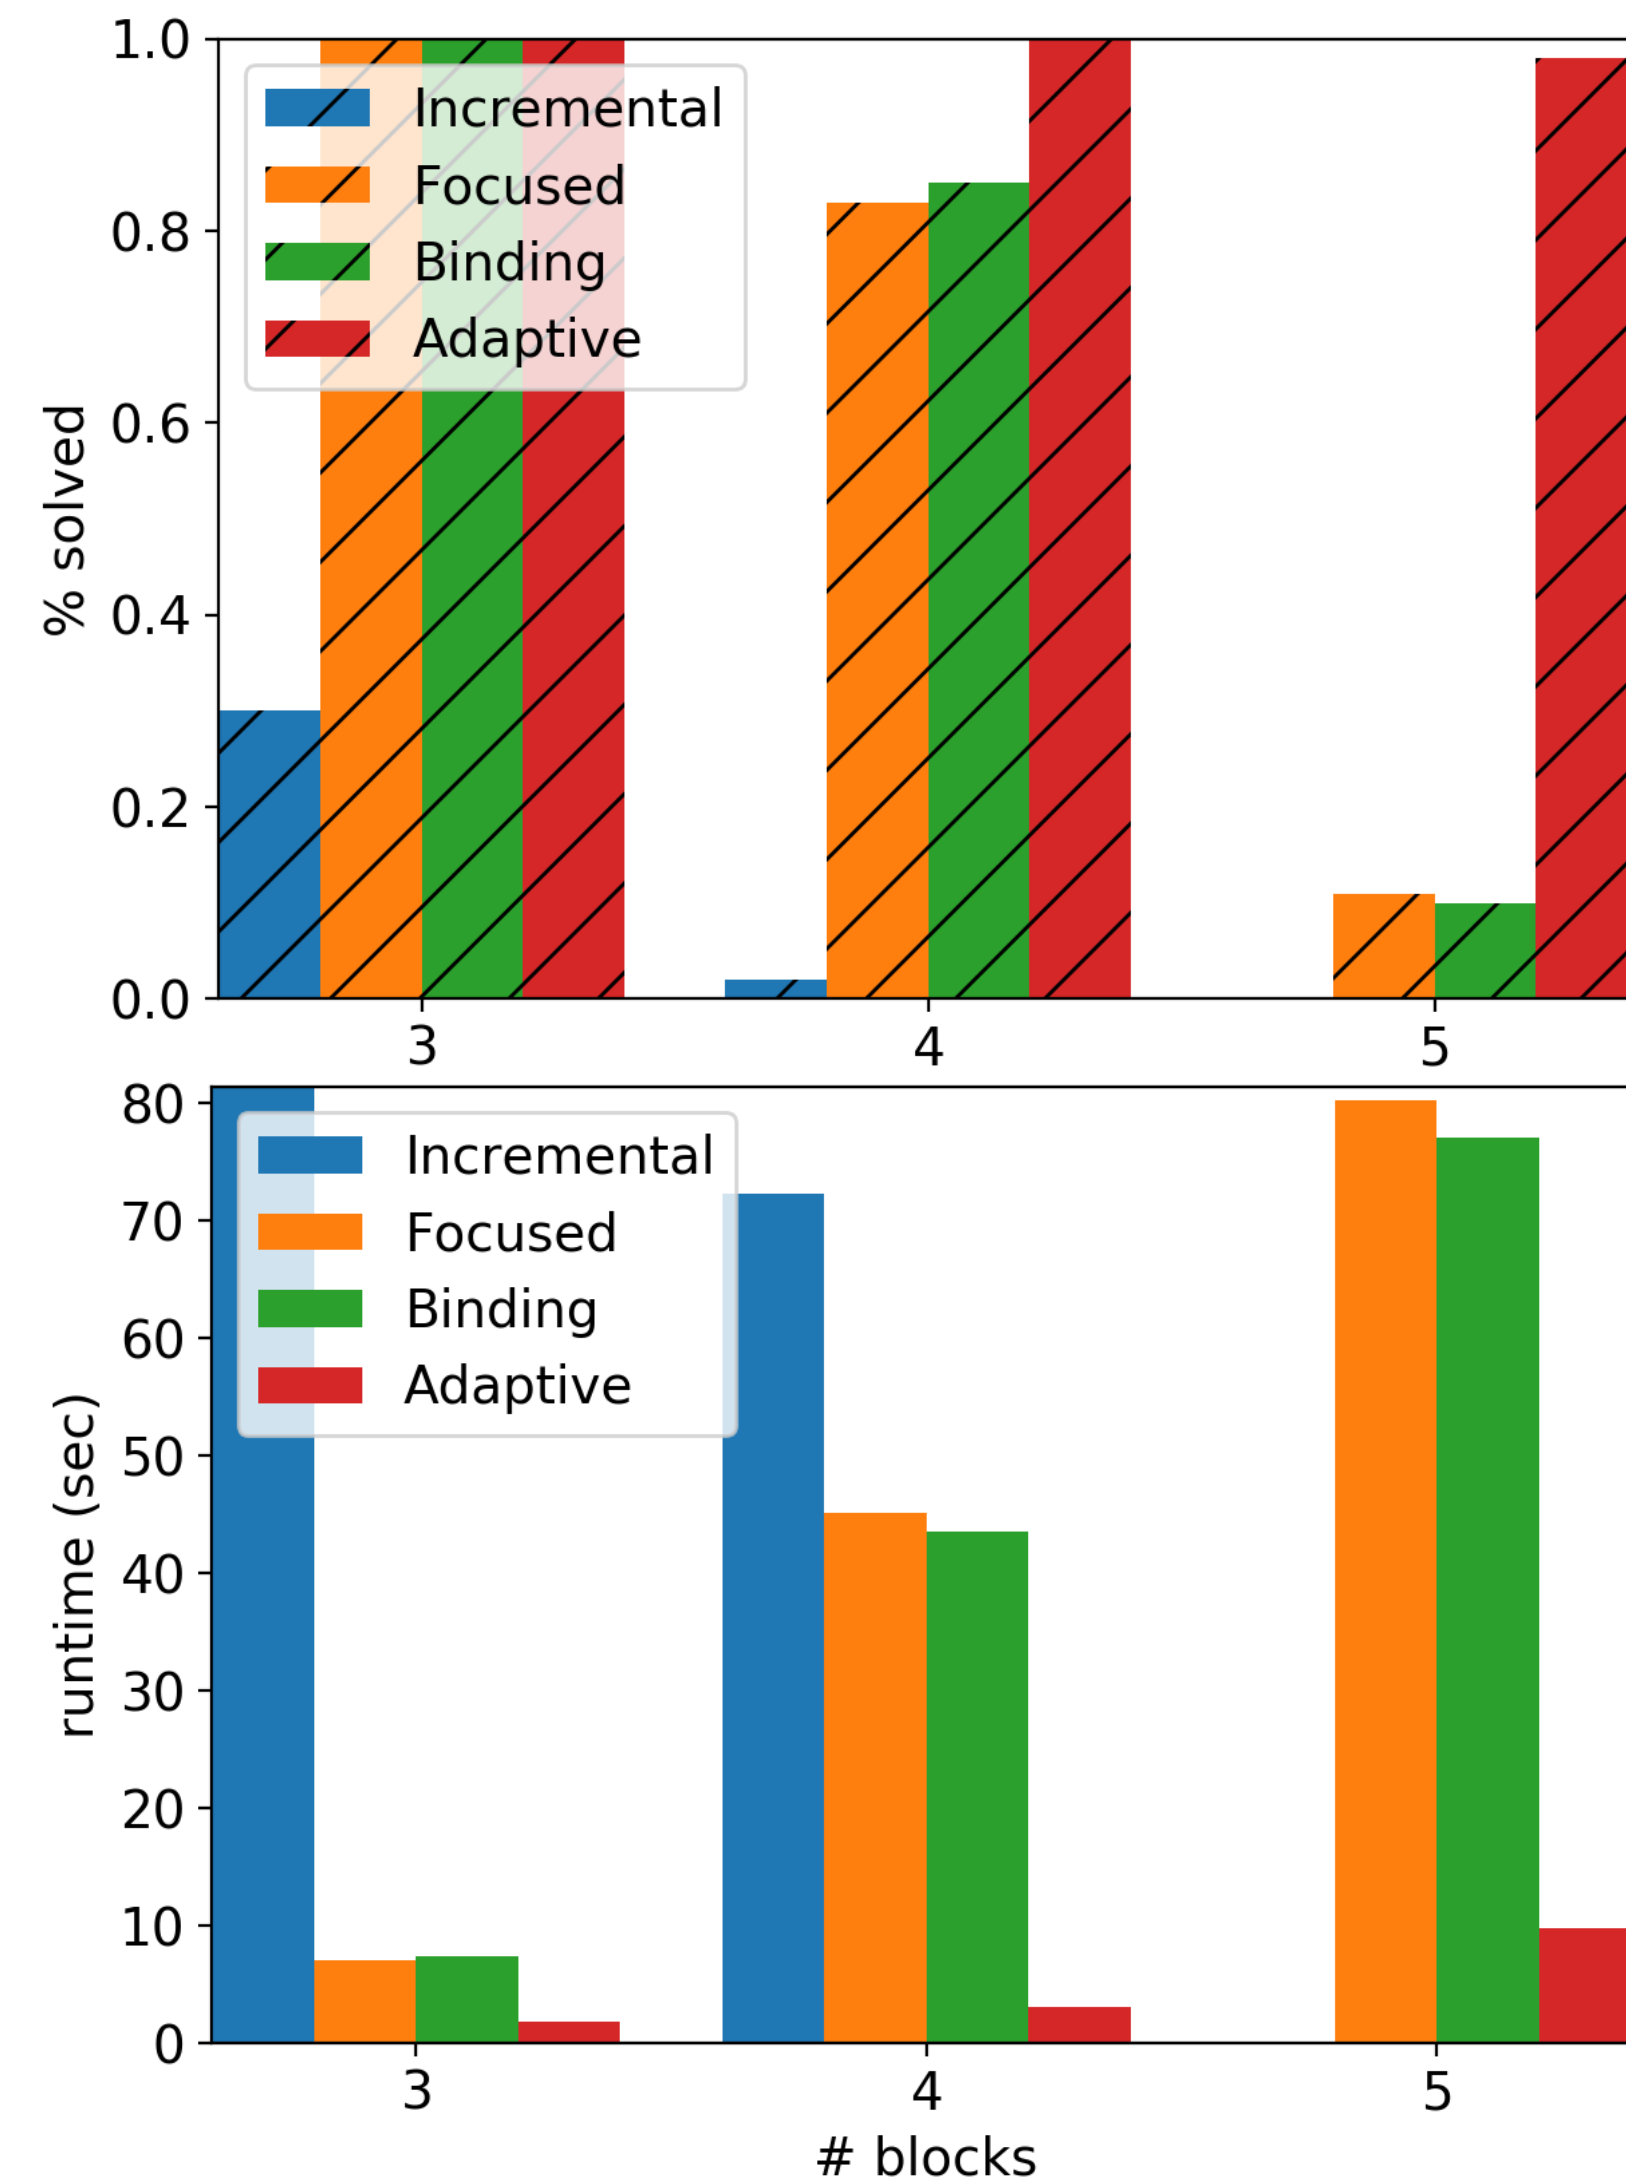 1.0
0.8
0.6
0.4
0.2
0.0
% solved
Incremental
Focused
Binding
Adaptive
3 4 5
80
70
60
50
40
30
20
10
0
runtime (sec)
Incremental
Focused
Binding
Adaptive
3 4 5
# blocks